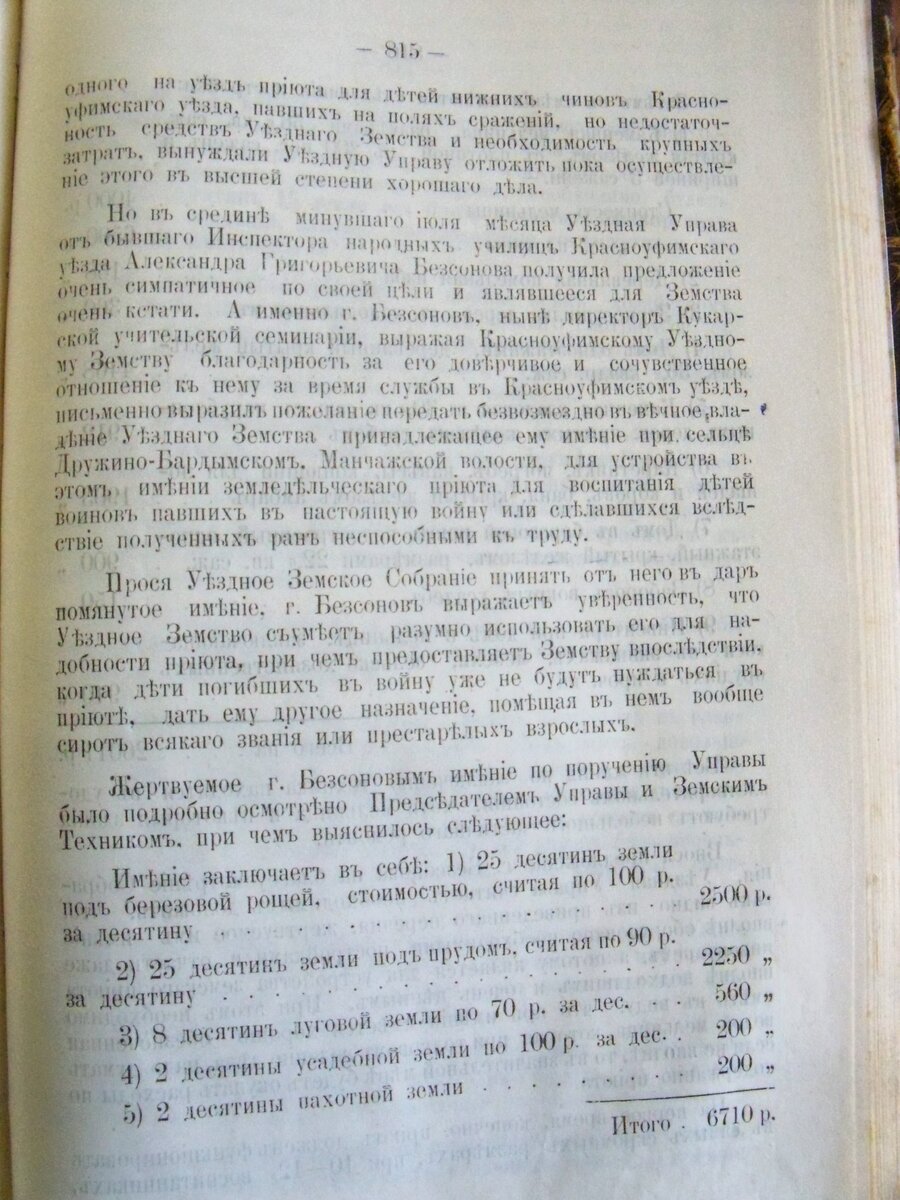 — 815 —
одного на уѣздъ пріюта для дѣтей нижнихъ чиновъ Красно-
уфимскаго уѣзда, павшихъ на поляхъ сраженій, но недостаточ-
ность средствъ Уѣзднаго Земства и необходимость крупныхъ
затратъ, вынуждали Уѣздную Управу отложить пока осуществле-
ніе этого въ высшей степени хорошаго дѣла.
Но въ срединѣ минувшаго іюля мѣсяца Уѣздная Управа
отъ бывшаго Инспектора народныхъ училищъ Красноуфимскаго
уѣзда Александра Григорьевича Безсонова получила предложеніе
очень симпатичное по своей цѣли и являвшееся для Земства
очень кстати. А именно г. Безсоновъ, нынѣ директоръ Кукар-
ской учительской семинаріи, выражая Красноуфимскому Уѣздно-
му Земству благодарность за его довѣрчивое и сочувственное
отношеніе къ нему за время службы въ Красноуфимскомъ уѣздѣ,
письменно выразилъ пожеланіе передать безвозмездно въ вѣчное вла-
дѣніе Уѣзднаго Земства принадлежащее ему имѣніе при. сельцѣ
Дружино-Бардымскомъ, Манчажской волости, для устройства въ
этомъ имѣніи земледѣльческаго пріюта для воспитанія дѣтей
воиновъ павшихъ въ настоящую войну или сдѣлавшихся вслѣд-
ствіе полученныхъ ранъ неспособными къ труду.
Прося Уѣздное Земское Собраніе принять отъ него въ даръ
помянутое имѣніе, г. Безсоновъ выражаетъ увѣренность, что
Уѣздное Земство съумѣетъ разумно использовать его для на-
добности пріюта, при чемъ предоставляетъ Земству впослѣдствіи,
когда дѣти погибшихъ въ войну уже не будутъ нуждаться въ
пріютѣ, дать ему другое назначеніе, помѣщая въ немъ вообще
сиротъ всякаго званія или престарѣлыхъ взрослыхъ.
Жертвуемое г. Безсоновымъ имѣніе по порученію Управы
было подробно осмотрѣно Предсѣдателемъ Управы и Земскимъ
Техникомъ, при чемъ выяснилось слѣдующее:
Имѣніе заключаетъ въ себѣ: 1) 25 десятинъ земли
подъ березовой рощей, стоимостью, считая по 100 р.
за десятину . . . . . . . . . . 2500 р.
2) 25 десятинъ земли подъ прудомъ, считая по 90 р.
за десятину . . . . . . . . . . 2250 „
3) 8 десятинъ луговой земли по 70 р. за дес. . . 560 „
4) 2 десятины усадебной земли по 100 р. за дес. . 200 „
5) 2 десятины пахотной земли . . . . . . . 200 „
Итого . 6710 р.